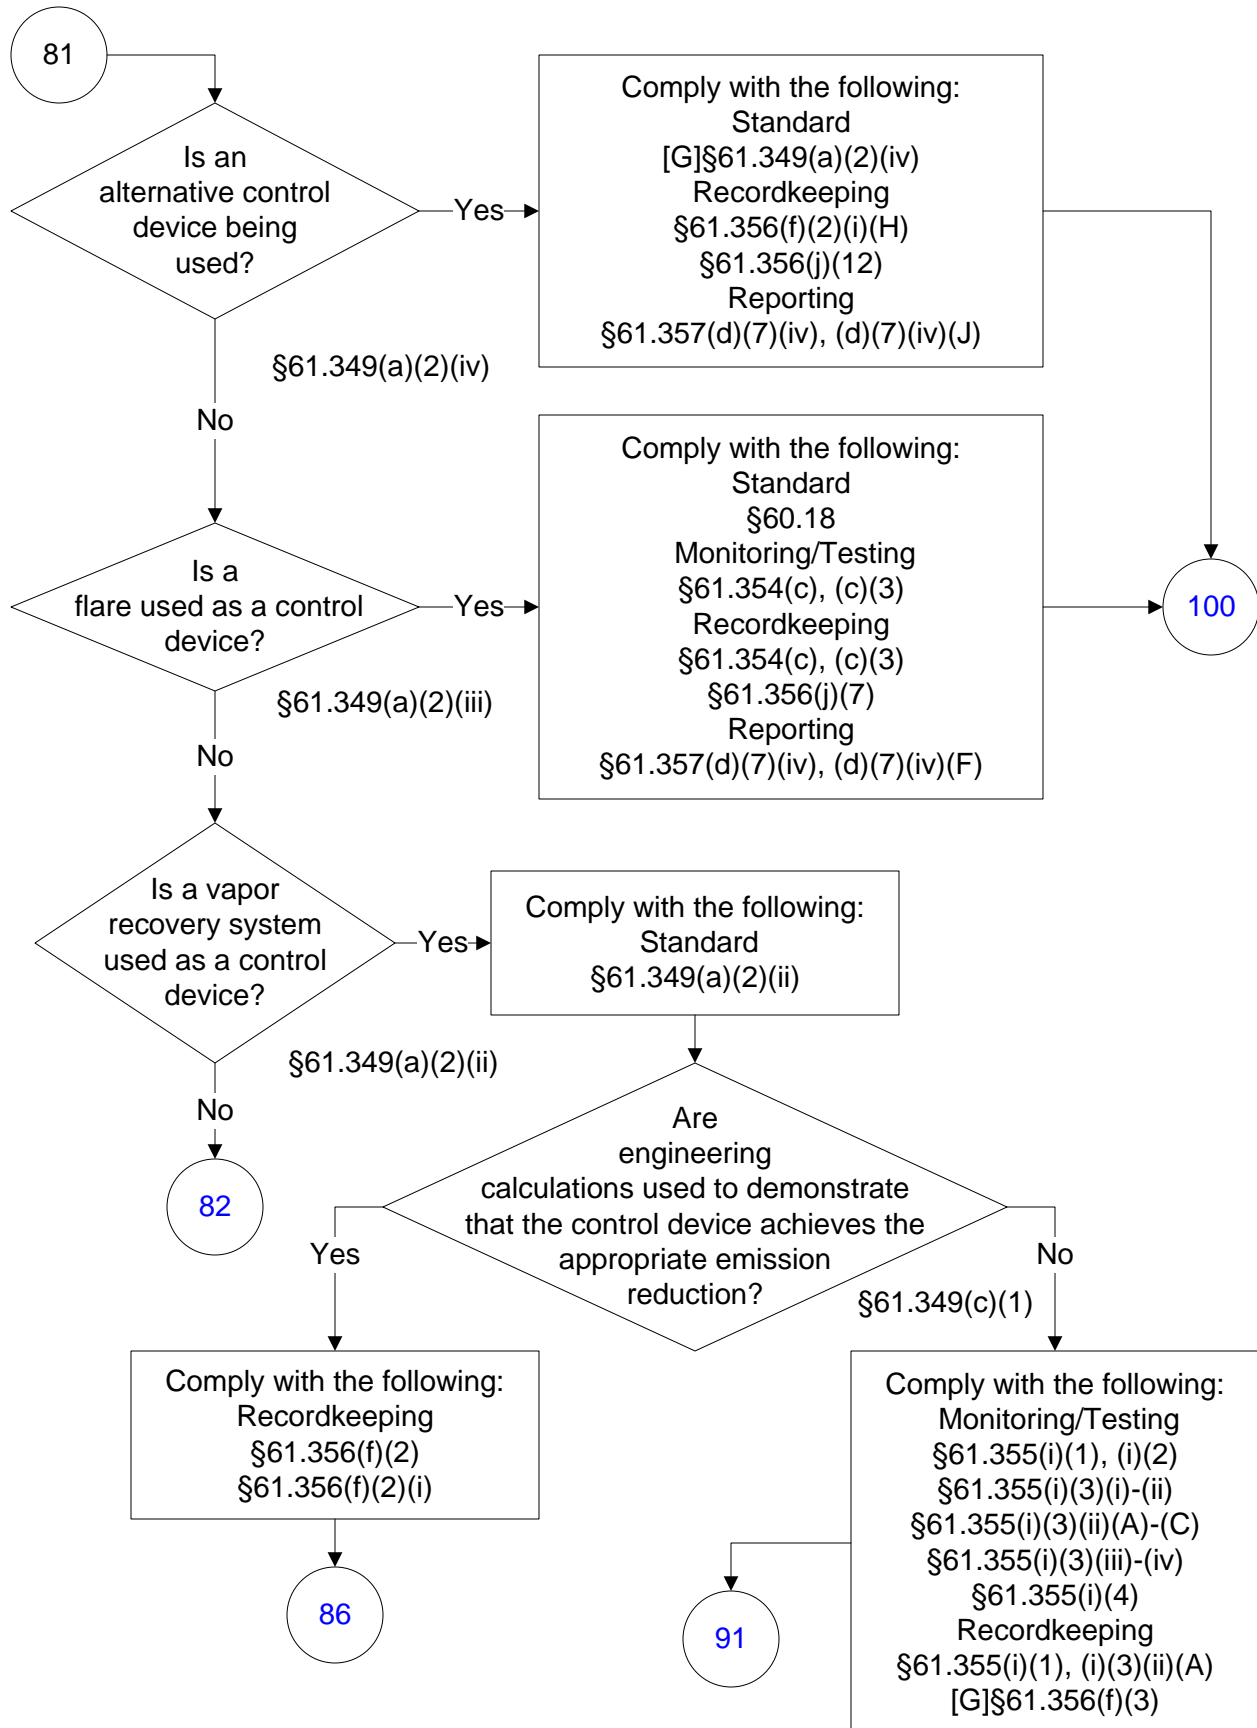 81
Is an
alternative control
device being
used?
Yes
Comply with the following:
Standard
[G]§61.349(a)(2)(iv)
Recordkeeping
§61.356(f)(2)(i)(H)
§61.356(j)(12)
Reporting
§61.357(d)(7)(iv), (d)(7)(iv)(J)
§61.349(a)(2)(iv)
No
Is a
flare used as a control
device?
Yes
Comply with the following:
Standard
§60.18
Monitoring/Testing
§61.354(c), (c)(3)
Recordkeeping
§61.354(c), (c)(3)
§61.356(j)(7)
Reporting
§61.357(d)(7)(iv), (d)(7)(iv)(F)
100
§61.349(a)(2)(iii)
No
Is a vapor
recovery system
used as a control
device?
Yes
Comply with the following:
Standard
§61.349(a)(2)(ii)
§61.349(a)(2)(ii)
No
82
Are
engineering
calculations used to demonstrate
that the control device achieves the
appropriate emission
reduction?
Yes
No
§61.349(c)(1)
Comply with the following:
Recordkeeping
§61.356(f)(2)
§61.356(f)(2)(i)
86
Comply with the following:
Monitoring/Testing
§61.355(i)(1), (i)(2)
§61.355(i)(3)(i)-(ii)
§61.355(i)(3)(ii)(A)-(C)
§61.355(i)(3)(iii)-(iv)
§61.355(i)(4)
Recordkeeping
§61.355(i)(1), (i)(3)(ii)(A)
[G]§61.356(f)(3)
91